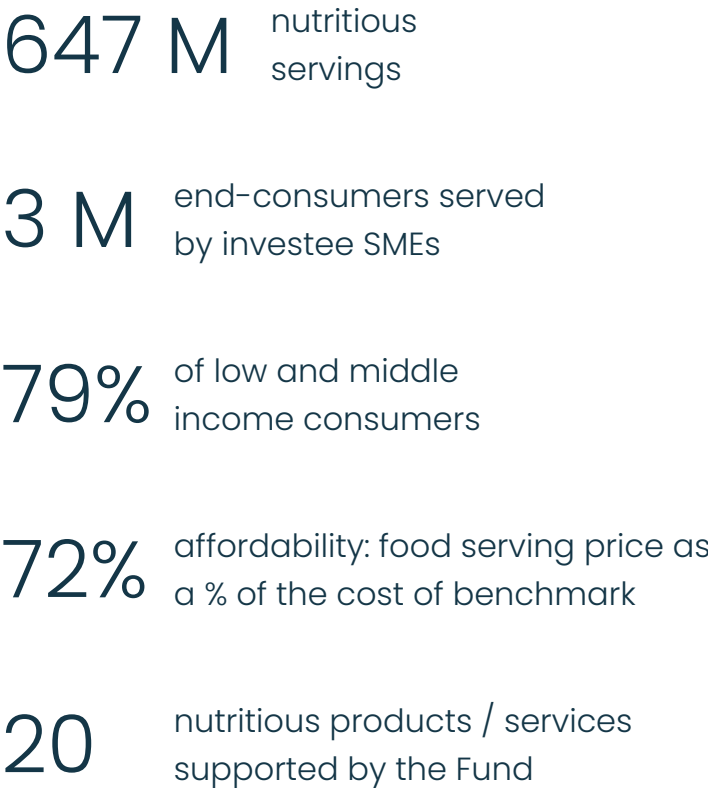 647 M nutritious
servings
3 M end-consumers served
by investee SMEs
79% of low and middle
income consumers
72% affordability: food serving price as
a % of the cost of benchmark
20 nutritious products / services
supported by the Fund